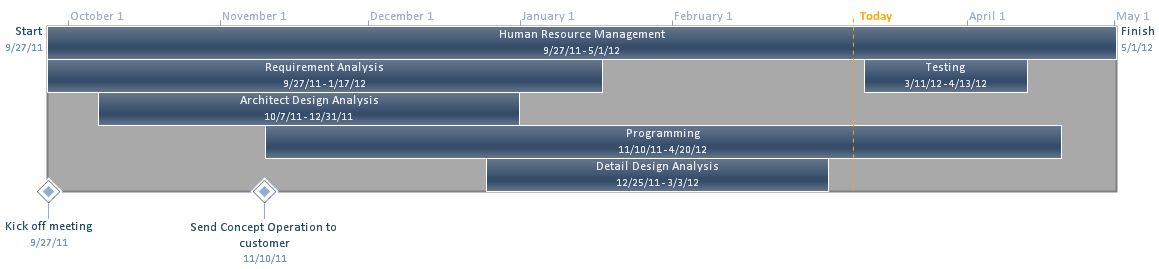 October 1
November 1
December 1
January 1
February 1
Today
April 1
May 1
Start
9/27/11
Human Resource Management
9/27/11 - 5/1/12
Finish
5/1/12
Requirement Analysis
9/27/11 - 1/17/12
Testing
3/11/12 - 4/13/12
Architect Design Analysis
10/7/11 - 12/31/11
Programming
11/10/11 - 4/20/12
Detail Design Analysis
12/25/11 - 3/3/12
Kick off meeting
9/27/11
Send Concept Operation to
customer
11/10/11